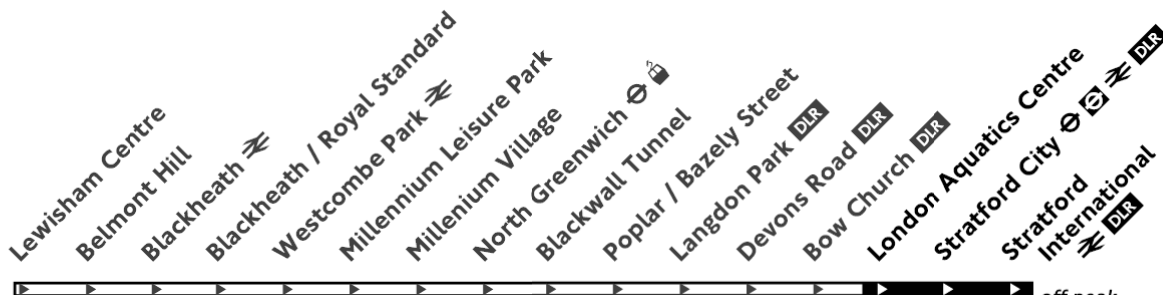 Lewisham Centre
Belmont Hill
Blackheath
Blackheath / Royal Standard
Westcombe Park
Millennium Leisure Park
Millenium Village
North Greenwich
Blackwall Tunnel
Poplar / Bazely Street
Langdon Park DLR
Devons Road DLR
Bow Church DLR
London Aquatics Centre
Stratford City DLR
Stratford
International
DLR